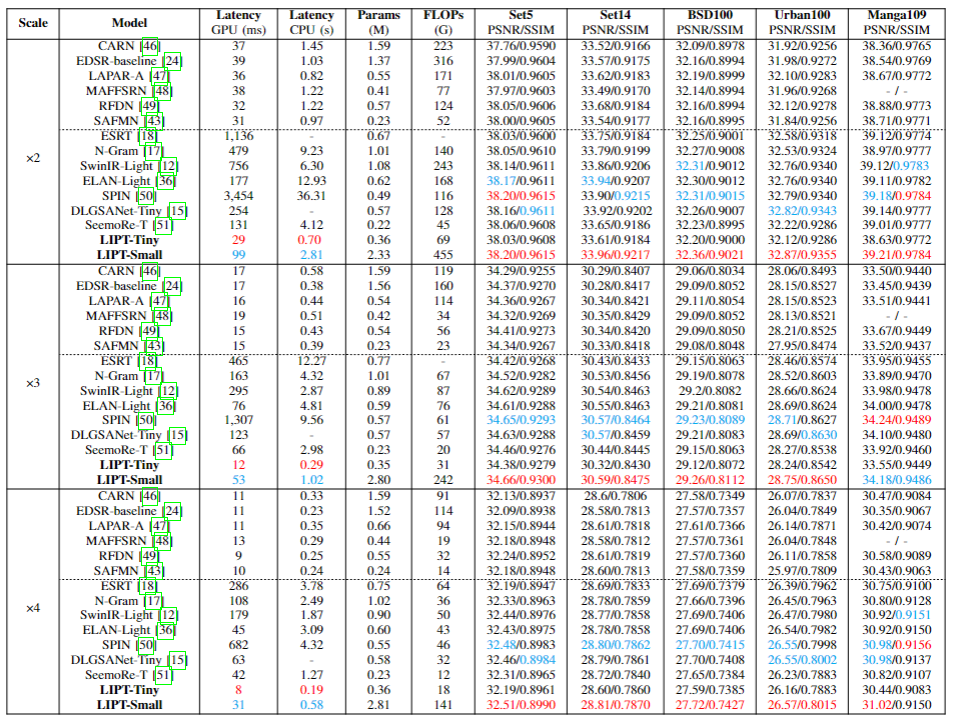 Scale Model Latency GPU (ms) Latency CPU (s) Params (M) FLOPs (G) Set5 PSNR/SSIM Set14 PSNR/SSIM BSD100 PSNR/SSIM Urban100 PSNR/SSIM Manga109 PSNR/SSIM
×2
CARN [46] 37 1.45 1.59 223 37.76/0.9590 33.52/0.9166 32.09/0.8978 31.92/0.9256 38.36/0.9765
EDSR-baseline [24] 39 1.03 1.37 316 37.99/0.9604 33.57/0.9175 32.16/0.8994 31.98/0.9272 38.54/0.9769
LAPAR-A [47] 36 0.82 0.55 171 38.01/0.9605 33.62/0.9183 32.19/0.8999 32.10/0.9283 38.67/0.9772
MAFFSRN [48] 38 1.22 0.41 77 37.97/0.9603 33.49/0.9170 32.14/0.8994 31.96/0.9268 - / -
RFDN [49] 32 1.22 0.57 124 38.05/0.9606 33.68/0.9184 32.16/0.8994 32.12/0.9278 38.88/0.9773
SAFMN [43] 31 0.97 0.23 52 38.00/0.9605 33.54/0.9177 32.16/0.8995 31.84/0.9256 38.71/0.9771
ESRT [18] 1,136 - 0.67 - 38.03/0.9600 33.75/0.9184 32.25/0.9001 32.58/0.9318 39.12/0.9774
N-Gram [17] 479 9.23 1.01 140 38.05/0.9610 33.79/0.9199 32.27/0.9008 32.53/0.9324 38.97/0.9777
SwinIR-Light [12] 756 6.30 1.08 243 38.14/0.9611 33.86/0.9206 32.31/0.9012 32.76/0.9340 39.12/0.9783
ELAN-Light [36] 177 12.93 0.62 168 38.17/0.9611 33.94/0.9207 32.30/0.9012 32.76/0.9340 39.11/0.9782
SPIN [50] 3,454 36.31 0.49 116 38.20/0.9615 33.90/0.9215 32.31/0.9015 32.79/0.9340 39.18/0.9784
DLGSANet-Tiny [15] 254 - 0.57 128 38.16/0.9611 33.92/0.9202 32.26/0.9007 32.82/0.9343 39.14/0.9777
SeemoRe-T [51] 131 4.12 0.22 45 38.06/0.9608 33.65/0.9186 32.23/0.8995 32.22/0.9286 39.01/0.9777
LIPT-Tiny 29 0.70 0.36 69 38.03/0.9608 33.61/0.9184 32.20/0.9000 32.12/0.9286 38.63/0.9772
LIPT-Small 99 2.81 2.33 455 38.20/0.9615 33.96/0.9217 32.36/0.9021 32.87/0.9355 39.21/0.9784
×3
CARN [46] 17 0.58 1.59 119 34.29/0.9255 30.29/0.8407 29.06/0.8034 28.06/0.8493 33.50/0.9440
EDSR-baseline [24] 17 0.38 1.56 160 34.37/0.9270 30.28/0.8417 29.09/0.8052 28.15/0.8527 33.45/0.9439
LAPAR-A [47] 16 0.44 0.54 114 34.36/0.9267 30.34/0.8421 29.11/0.8054 28.15/0.8523 33.51/0.9441
MAFFSRN [48] 19 0.51 0.42 34 34.32/0.9269 30.35/0.8429 29.09/0.8052 28.13/0.8521 - / -
RFDN [49] 15 0.43 0.54 56 34.41/0.9273 30.34/0.8420 29.09/0.8050 28.21/0.8525 33.67/0.9449
SAFMN [43] 15 0.39 0.23 23 34.34/0.9267 30.33/0.8418 29.08/0.8048 27.95/0.8474 33.52/0.9437
ESRT [18] 465 12.27 0.77 - 34.42/0.9268 30.43/0.8433 29.15/0.8063 28.46/0.8574 33.95/0.9455
N-Gram [17] 163 4.32 1.01 67 34.52/0.9282 30.53/0.8456 29.19/0.8078 28.52/0.8603 33.89/0.9470
SwinIR-Light [12] 295 2.87 0.89 87 34.62/0.9289 30.54/0.8463 29.2/0.8082 28.66/0.8624 33.98/0.9478
ELAN-Light [36] 76 4.81 0.59 76 34.61/0.9288 30.55/0.8463 29.21/0.8081 28.69/0.8624 34.00/0.9478
SPIN [50] 1,307 9.56 0.57 61 34.65/0.9293 30.57/0.8464 29.23/0.8089 28.71/0.8627 34.24/0.9489
DLGSANet-Tiny [15] 123 - 0.57 57 34.63/0.9288 30.57/0.8459 29.21/0.8083 28.69/0.8630 34.10/0.9480
SeemoRe-T [51] 66 2.98 0.23 20 34.46/0.9276 30.44/0.8445 29.15/0.8063 28.27/0.8538 33.92/0.9460
LIPT-Tiny 12 0.29 0.35 31 34.38/0.9279 30.32/0.8430 29.12/0.8072 28.24/0.8542 33.55/0.9449
LIPT-Small 53 1.02 2.80 242 34.66/0.9300 30.59/0.8475 29.26/0.8112 28.75/0.8650 34.18/0.9486
×4
CARN [46] 11 0.33 1.59 91 32.13/0.8937 28.6/0.7806 27.58/0.7349 26.07/0.7837 30.47/0.9084
EDSR-baseline [24] 11 0.23 1.52 114 32.09/0.8938 28.58/0.7813 27.57/0.7357 26.04/0.7849 30.35/0.9067
LAPAR-A [47] 11 0.35 0.66 94 32.15/0.8944 28.61/0.7818 27.61/0.7366 26.14/0.7871 30.42/0.9074
MAFFSRN [48] 13 0.29 0.44 19 32.18/0.8948 28.58/0.7812 27.57/0.7361 26.04/0.7848 - / -
RFDN [49] 9 0.25 0.55 32 32.24/0.8952 28.61/0.7819 27.57/0.7360 26.11/0.7858 30.58/0.9089
SAFMN [43] 10 0.24 0.24 14 32.18/0.8948 28.60/0.7813 27.58/0.7359 25.97/0.7809 30.43/0.9063
ESRT [18] 286 3.78 0.75 64 32.19/0.8947 28.69/0.7833 27.69/0.7379 26.39/0.7962 30.75/0.9100
N-Gram [17] 108 2.49 1.02 36 32.33/0.8963 28.78/0.7859 27.66/0.7396 26.45/0.7963 30.80/0.9128
SwinIR-Light [12] 179 1.87 0.90 50 32.44/0.8976 28.77/0.7858 27.69/0.7406 26.47/0.7980 30.92/0.9151
ELAN-Light [36] 45 3.09 0.60 43 32.43/0.8975 28.78/0.7858 27.69/0.7406 26.54/0.7982 30.92/0.9150
SPIN [50] 682 4.32 0.55 46 32.48/0.8983 28.80/0.7862 27.70/0.7415 26.55/0.7998 30.98/0.9156
DLGSANet-Tiny [15] 63 - 0.58 32 32.46/0.8984 28.79/0.7861 27.70/0.7408 26.55/0.8002 30.98/0.9137
SeemoRe-T [51] 42 1.27 0.23 12 32.31/0.8965 28.72/0.7840 27.65/0.7384 26.23/0.7883 30.82/0.9107
LIPT-Tiny 8 0.19 0.36 18 32.19/0.8961 28.60/0.7860 27.59/0.7385 26.16/0.7883 30.44/0.9083
LIPT-Small 31 0.58 2.81 141 32.51/0.8990 28.81/0.7870 27.72/0.7427 26.57/0.8015 31.02/0.9150